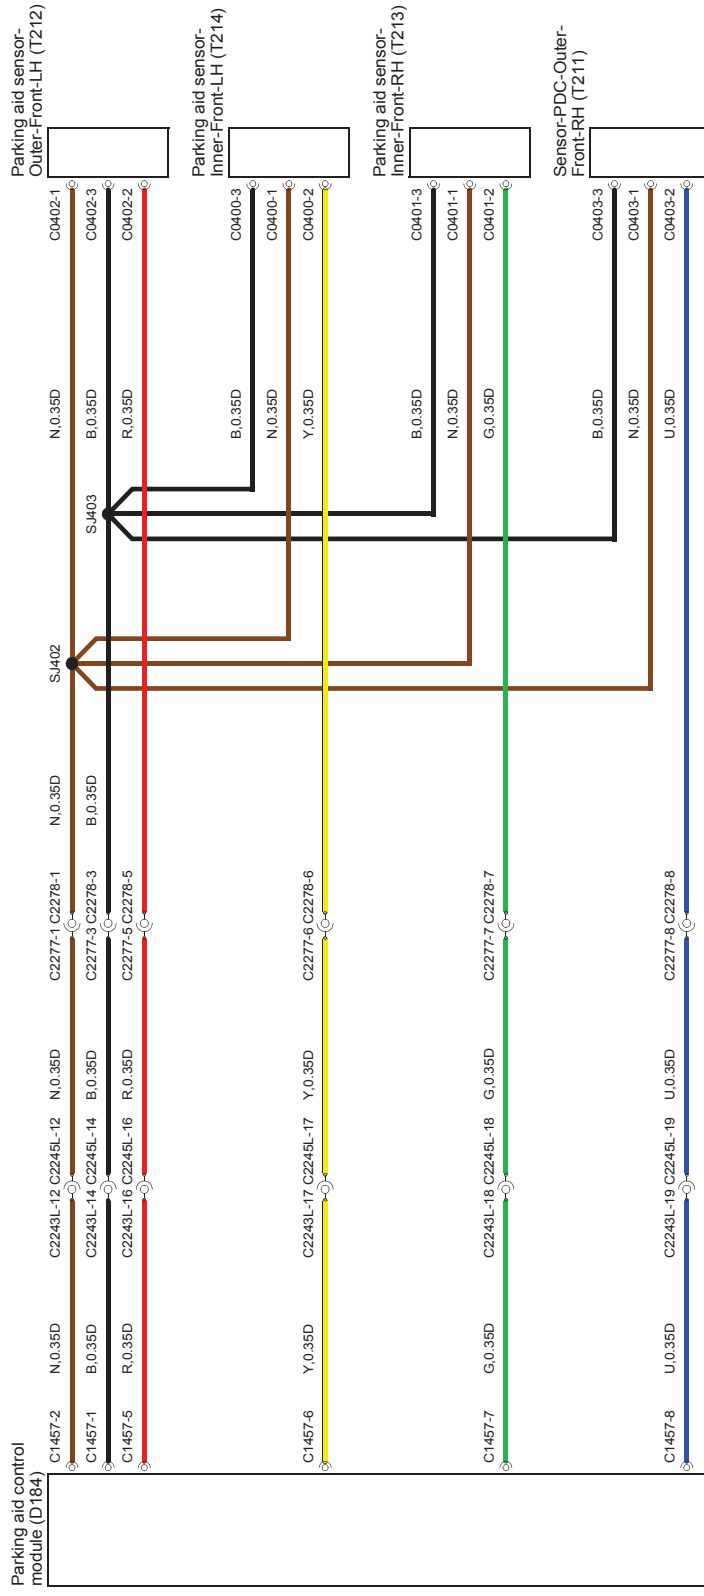 Parking aid control
module (D184)
C1457-2
N,0.35D
C2243L-12
C2245L-12
N,0.35D
C2277-1
C2278-1
N,0.35D
SJ402
N,0.35D
C0402-1
Parking aid sensor-
Outer-Front-LH (T212)
C1457-1
B,0.35D
C2243L-14
C2245L-14
B,0.35D
C2277-3
C2278-3
B,0.35D
SJ403
B,0.35D
C0402-3
C1457-5
R,0.35D
C2243L-16
C2245L-16
R,0.35D
C2277-5
C2278-5
R,0.35D
C0402-2
Parking aid sensor-
Inner-Front-LH (T214)
B,0.35D
C0400-3
N,0.35D
C0400-1
C1457-6
Y,0.35D
C2243L-17
C2245L-17
Y,0.35D
C2277-6
C2278-6
Y,0.35D
C0400-2
Parking aid sensor-
Inner-Front-RH (T213)
B,0.35D
C0401-3
N,0.35D
C0401-1
C1457-7
G,0.35D
C2243L-18
C2245L-18
G,0.35D
C2277-7
C2278-7
G,0.35D
C0401-2
Sensor-PDC-Outer-
Front-RH (T211)
B,0.35D
C0403-3
N,0.35D
C0403-1
C1457-8
U,0.35D
C2243L-19
C2245L-19
U,0.35D
C2277-8
C2278-8
U,0.35D
C0403-2